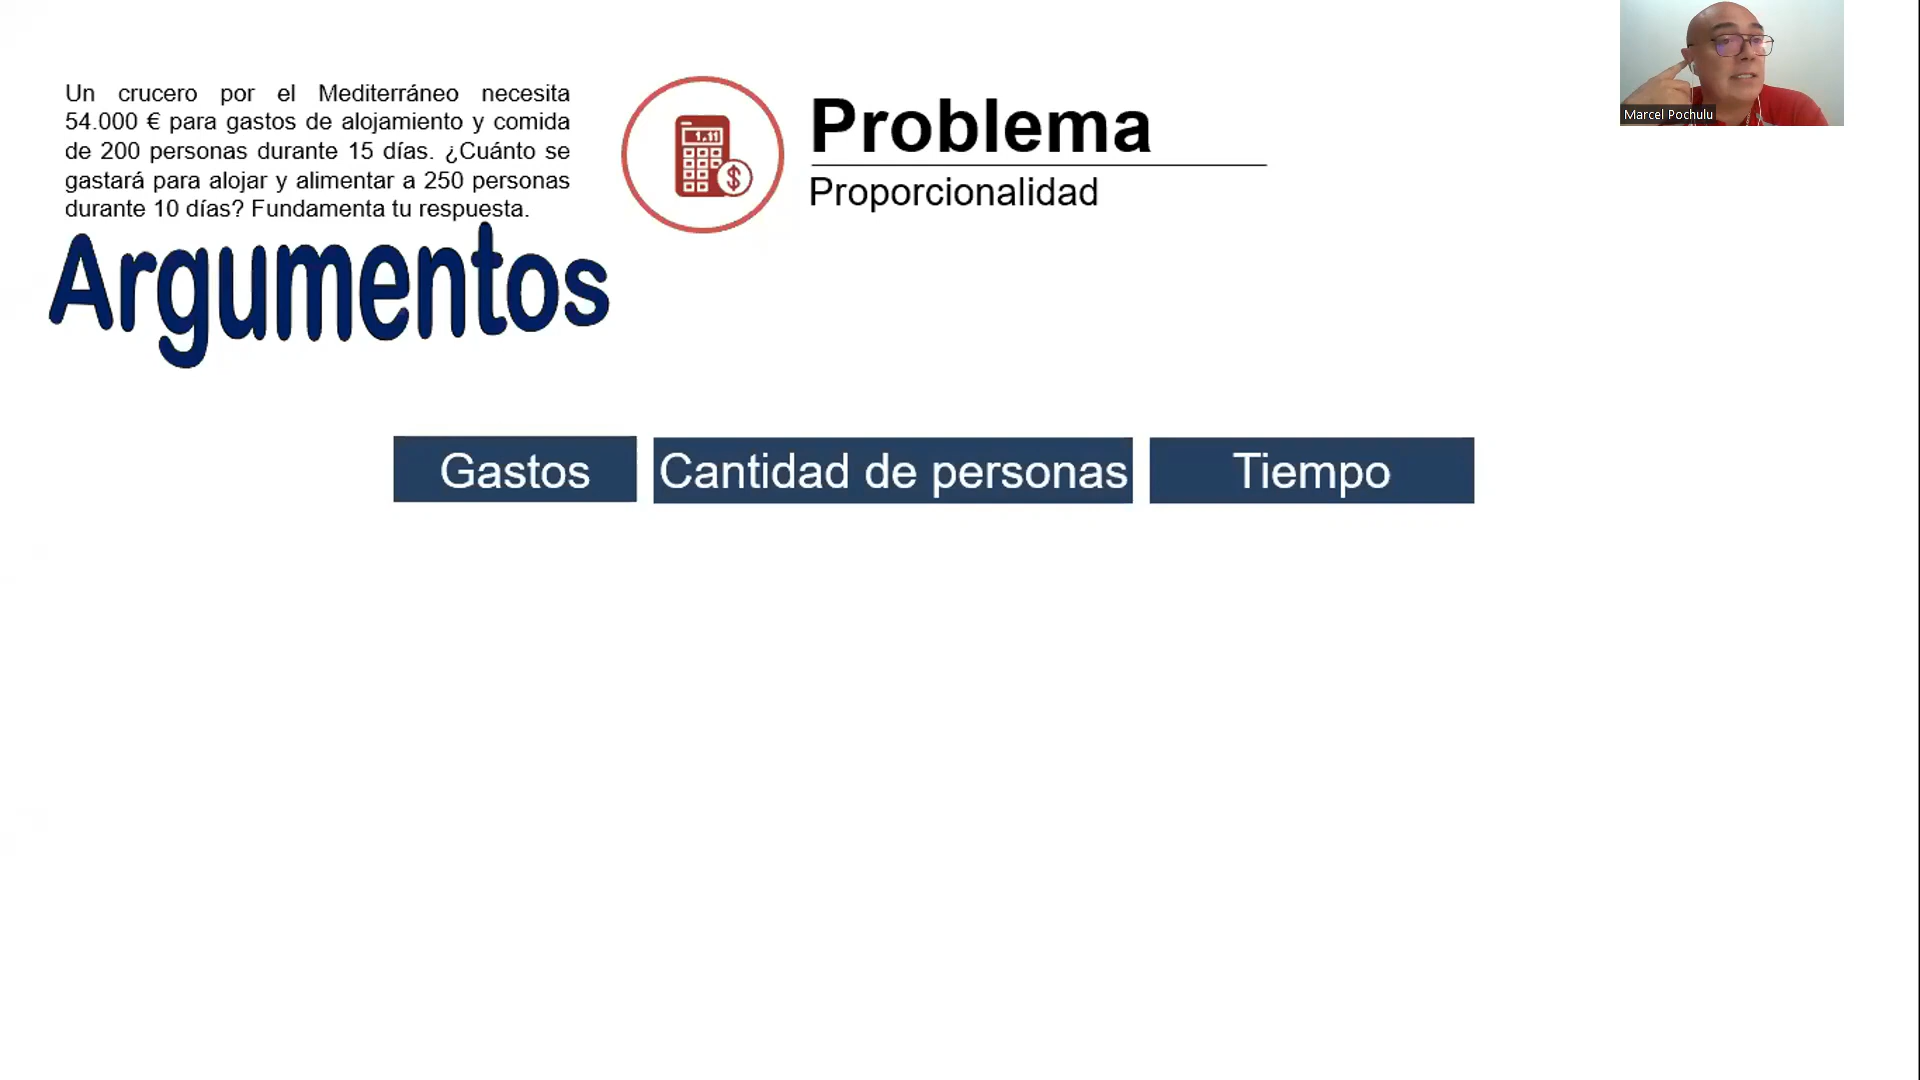 Un crucero por el Mediterráneo necesita
54.000 € para gastos de alojamiento y comida
de 200 personas durante 15 días. ¿Cuánto se
gastará para alojar y alimentar a 250 personas
durante 10 días? Fundamenta tu respuesta.
Argumentos
1.11
$
Problema
Proporcionalidad
Marcel Pochulu
Gastos
Cantidad de personas
Tiempo